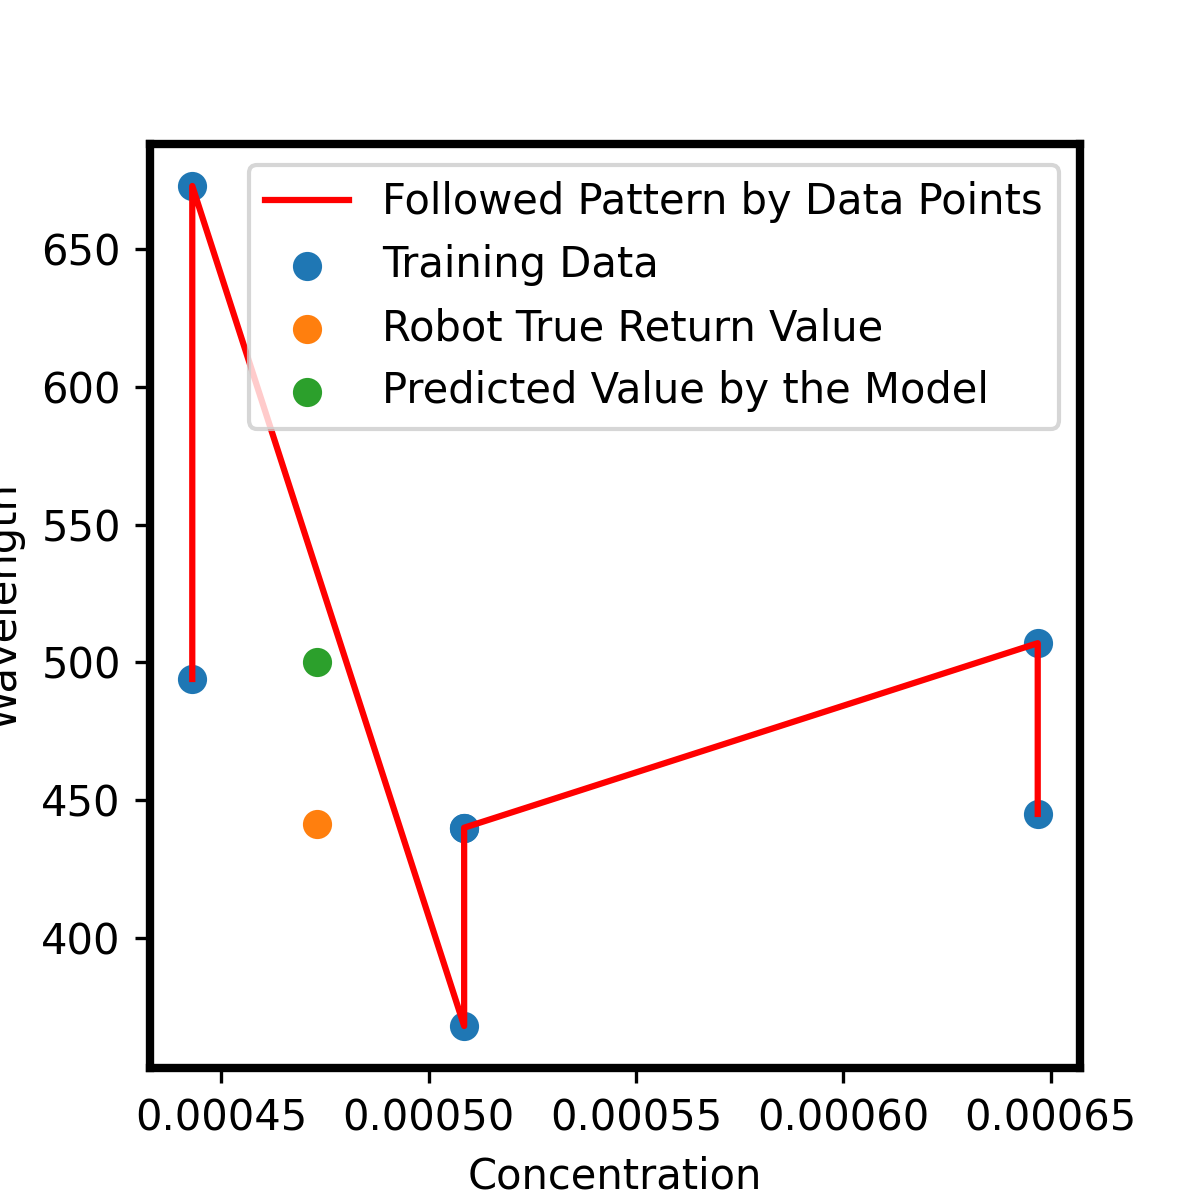 Followed Pattern by Data Points
Training Data
Robot True Return Value
Predicted Value by the Model
650
600
550
500
450
400
Wavelength
0.00045 0.00050 0.00055 0.00060 0.00065
Concentration